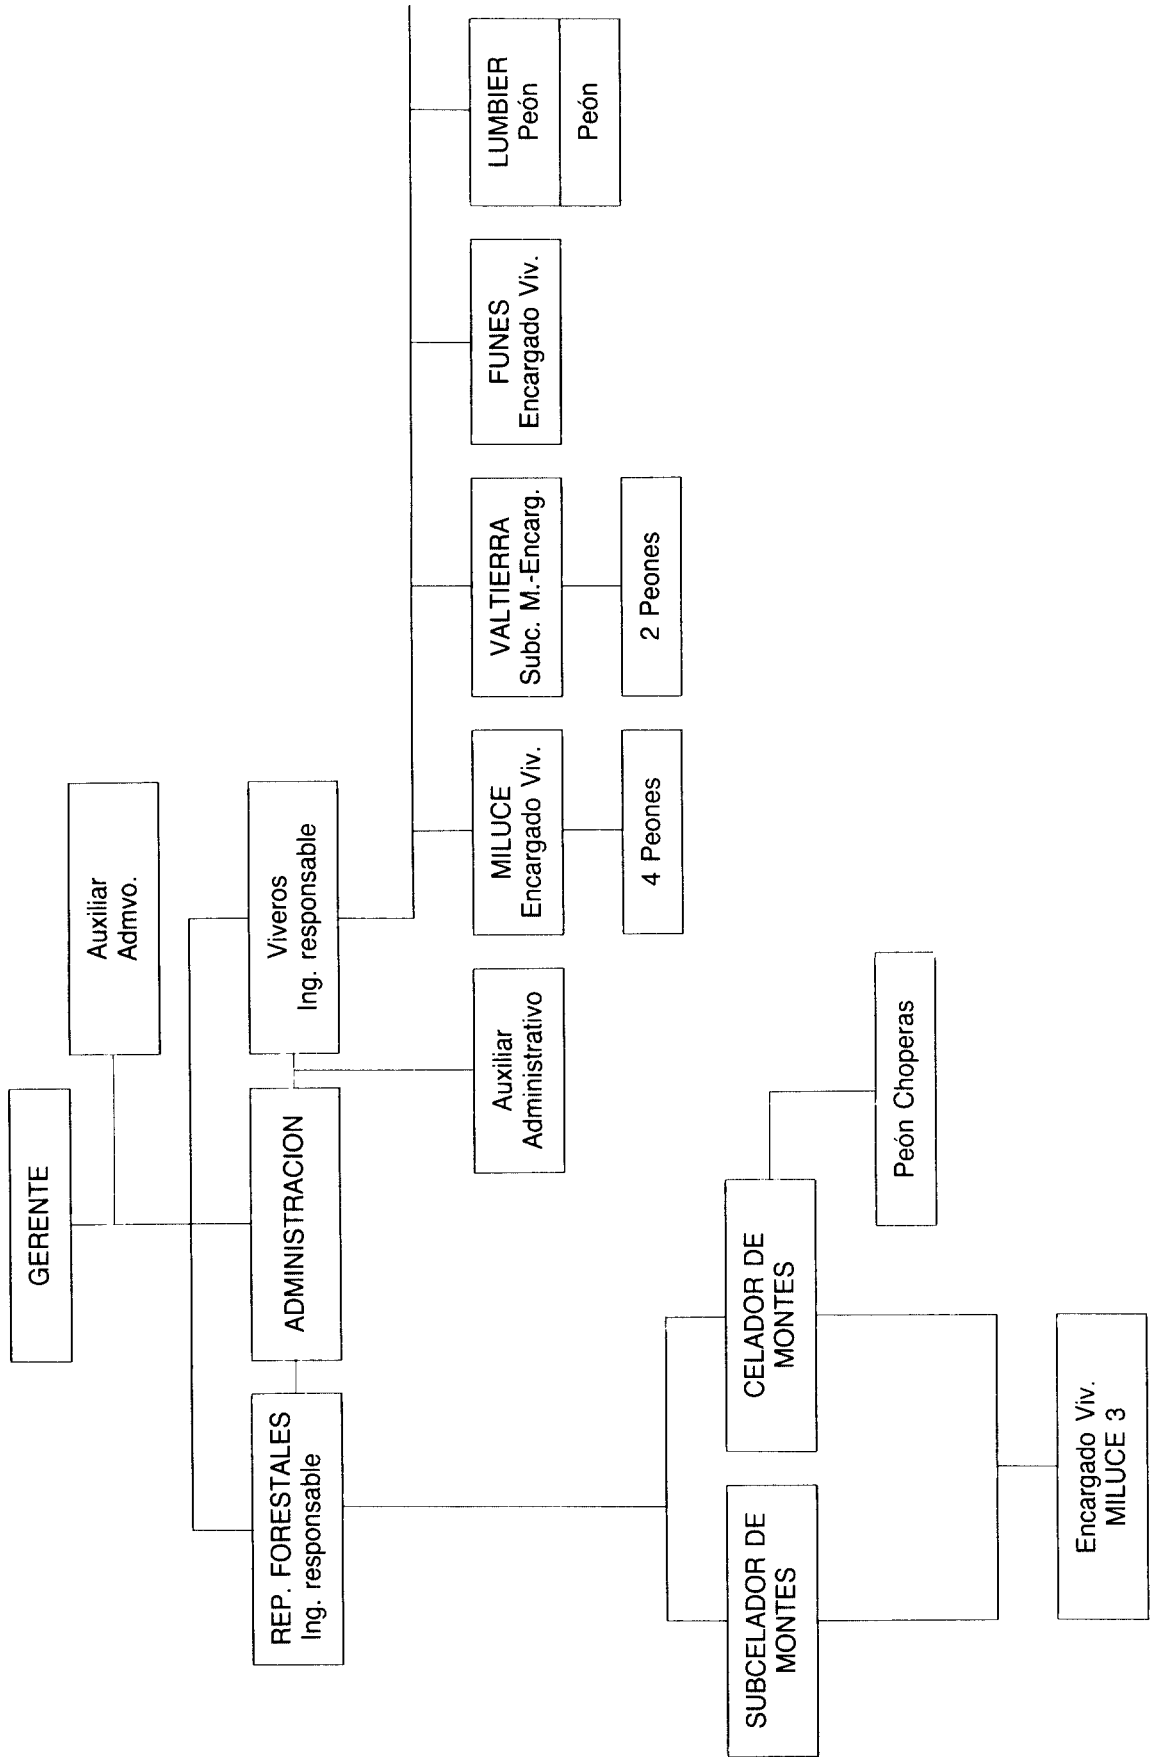 GERENTE
Auxiliar
Admvo.
REP. FORESTALES
Ing. responsable
ADMINISTRACION
Viveros
Ing. responsable
Auxiliar
Administrativo
MILUCE
Encargado Viv.
VALTIERRA
Subc. M.-Encarg.
FUNES
Encargado Viv.
LUMBIER
Peón
Peón
4 Peones
2 Peones
SUBCELADOR DE
MONTES
CELADOR DE
MONTES
Peón Choperas
Encargado Viv.
MILUCE 3